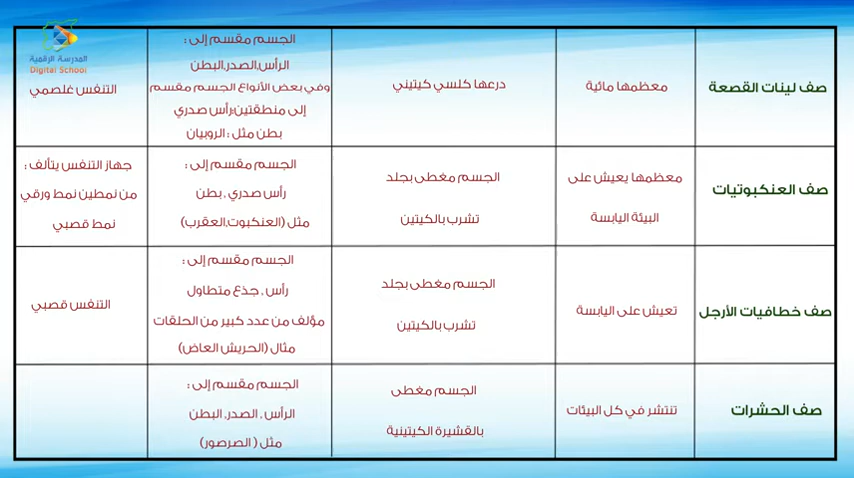 المدرسة الرقمية
Digital School
صف لينات القصعة
معظمها مائية
درعها كلسي كيتيني
الجسم مقسم إلى :
الرأس,الصدر,البطن
وفي بعض الأنواع الجسم مقسم
إلى منطقتين:رأس صدري
بطن مثل : الروبيان
التنفس غلصمي
صف العنكبوتيات
معظمها يعيش على
البيئة اليابسة
الجسم مغطى بجلد
تشرب بالكيتين
الجسم مقسم إلى :
رأس صدري , بطن
مثل (العنكبوت,العقرب)
جهاز التنفس يتألف :
من نمطين نمط ورقي
نمط قصبي
صف خطافيات الأرجل
تعيش على اليابسة
الجسم مغطى بجلد
تشرب بالكيتين
الجسم مقسم إلى :
رأس , جذع متطاول
مؤلف من عدد كبير من الحلقات
مثال (الحريش العاض)
التنفس قصبي
صف الحشرات
تنتشر في كل البيئات
الجسم مغطى
بالقشيرة الكيتينية
الجسم مقسم إلى :
الرأس , الصدر, البطن
مثل ( الصرصور)